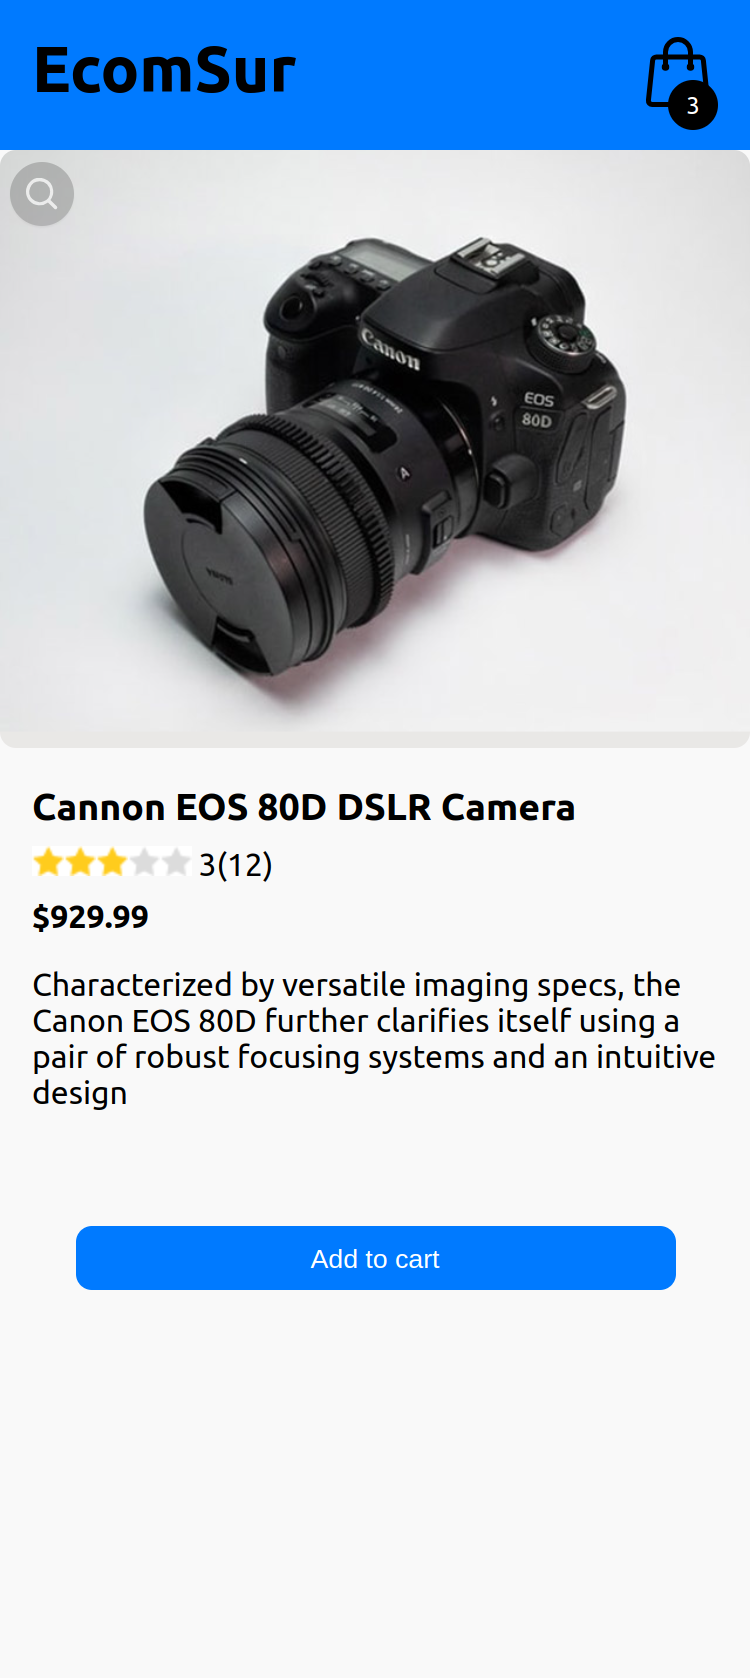 EcomSur
3
Canon
EOS
80D
A
Cannon EOS 80D DSLR Camera
3(12)
$929.99
Characterized by versatile imaging specs, the
Canon EOS 80D further clarifies itself using a
pair of robust focusing systems and an intuitive
design
Add to cart